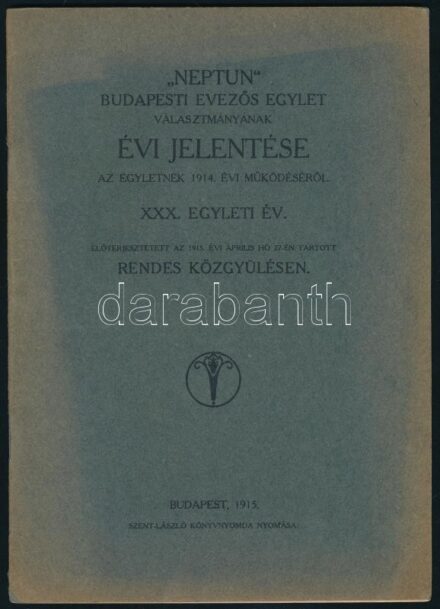 „NEPTUN“
BUDAPESTI EVEZŐS EGYLET
VÁLASZTMÁNYÁNAK
ÉVI JELENTÉSE
AZ EGYLETNEK 1914. ÉVI MŰKÖDÉSÉRŐL.
XXX. EGYLETI ÉV.
ELŐTERJESZTETETT AZ 1915. ÉVI ÁPRILIS HÓ 27-ÉN TARTOTT
RENDES KÖZGYÜLÉSEN.
darabanth
BUDAPEST, 1915.
SZENT-LÁSZLÓ KÖNYVNYOMDA NYOMÁSA.